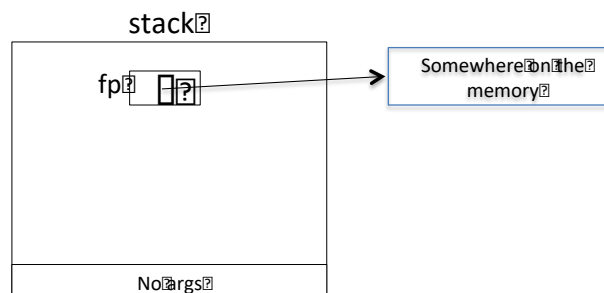 stack⍰
fp⍰
⍰
Somewhere⍰on⍰the⍰
memory⍰
No⍰args⍰